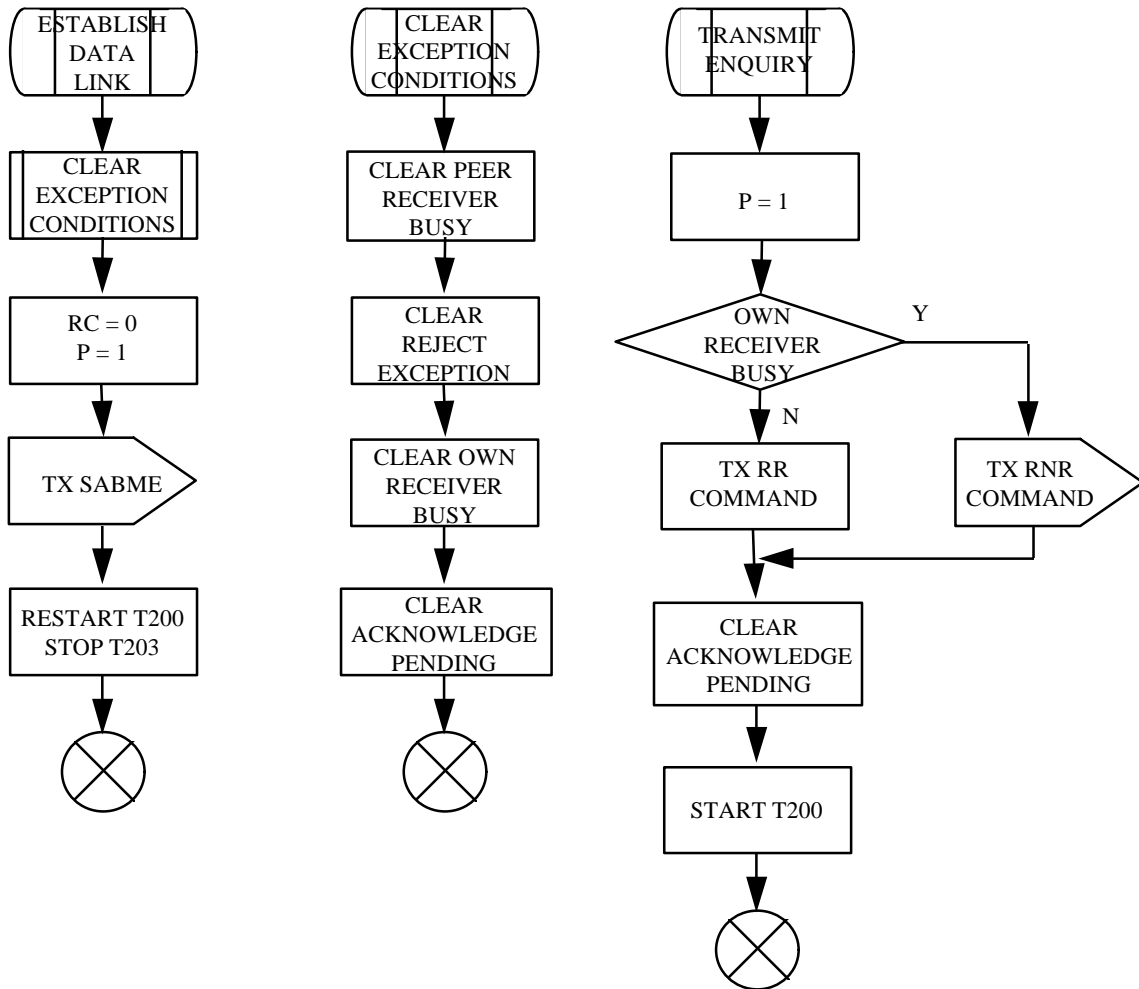 ESTABLISH
DATA
LINK
CLEAR
EXCEPTION
CONDITIONS
RC = 0
P = 1
TX SABME
RESTART T200
STOP T203
CLEAR
EXCEPTION
CONDITIONS
CLEAR PEER
RECEIVER
BUSY
CLEAR
REJECT
EXCEPTION
CLEAR OWN
RECEIVER
BUSY
CLEAR
ACKNOWLEDGE
PENDING
TRANSMIT
ENQUIRY
P = 1
OWN
RECEIVER
BUSY
Y
N
TX RR
COMMAND
TX RNR
COMMAND
CLEAR
ACKNOWLEDGE
PENDING
START T200